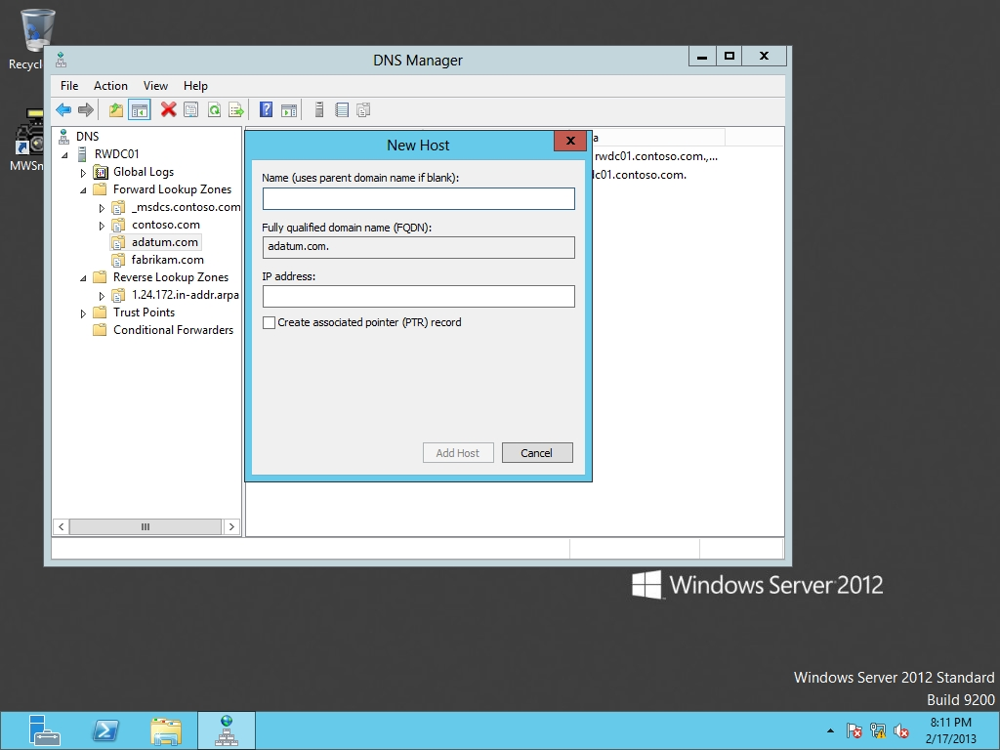 Recycl
MWSn
DNS Manager
File Action View Help
DNS
RWDC01
Global Logs
Forward Lookup Zones
_msdcs.contoso.com
contoso.com
adatum.com
fabrikam.com
Reverse Lookup Zones
1.24.172.in-addr.arpa
Trust Points
Conditional Forwarders
a
rwdc01.contoso.com.,...
lc01.contoso.com.
New Host
Name (uses parent domain name if blank):
Fully qualified domain name (FQDN):
adatum.com.
IP address:
Create associated pointer (PTR) record
Add Host Cancel
Windows Server 2012
Windows Server 2012 Standard
Build 9200
8:11 PM
2/17/2013